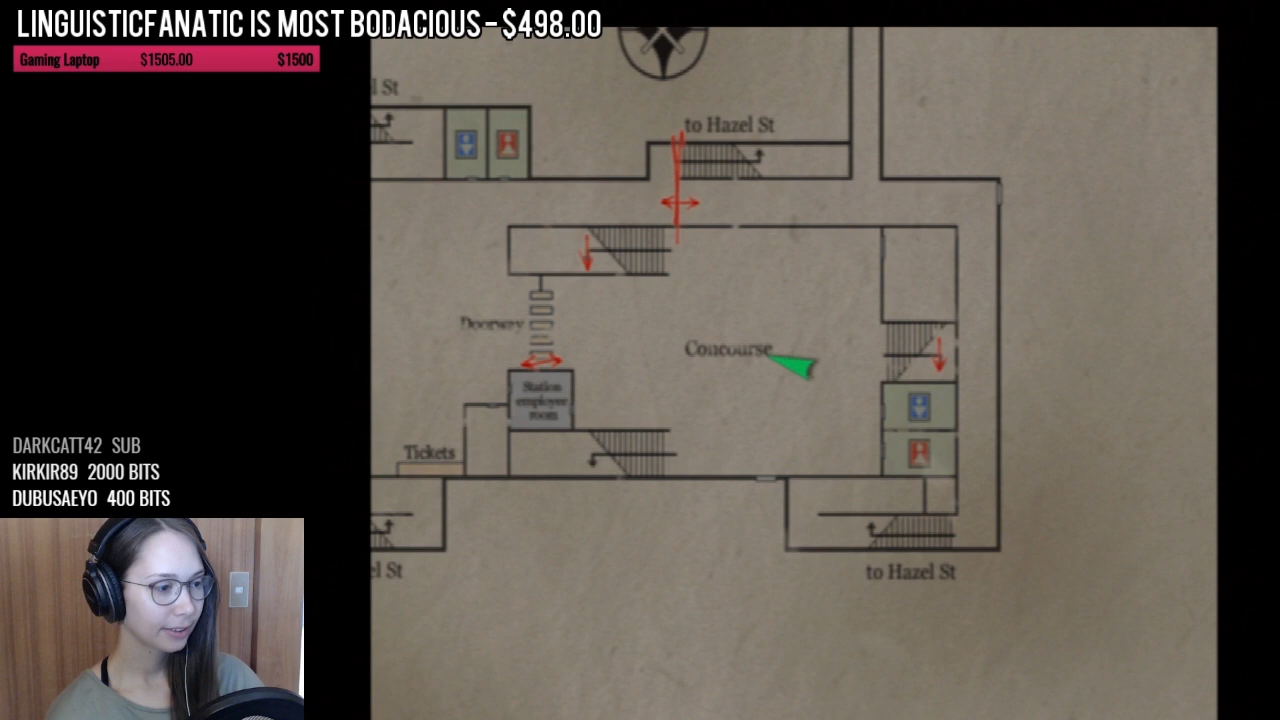 LINGUISTICFANATIC IS MOST BODACIOUS - $498.00
Gaming Laptop $1505.00 $1500
l St
to Hazel St
Doorway
Concourse
Station
employee
room
Tickets
el St
to Hazel St
DARKCATT42 SUB
KIRKIR89 2000 BITS
DUBUSAEYO 400 BITS